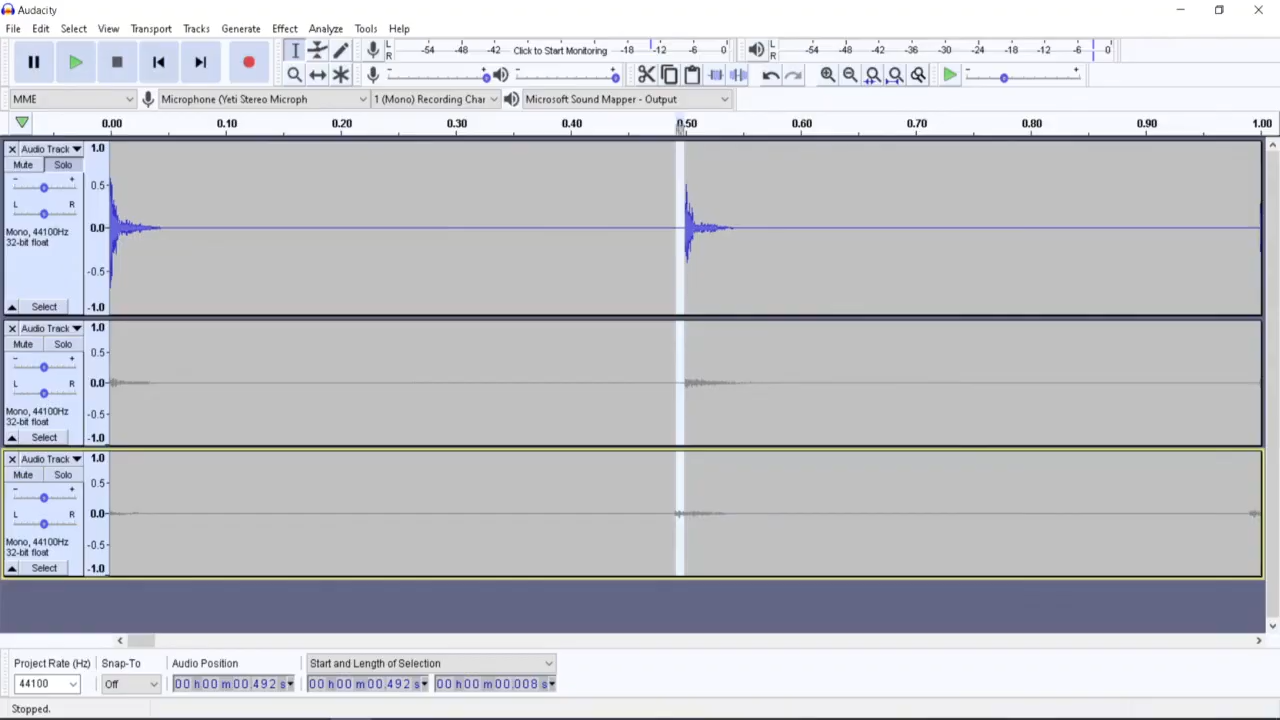 Audacity
File Edit Select View Transport Tracks Generate Effect Analyze Tools Help
L R -54 -48 -42 Click to Start Monitoring -18 -12 -6 0 L R -54 -48 -42 -36 -30 -24 -18 -12 -6 0
MME Microphone (Yeti Stereo Microph 1 (Mono) Recording Char Microsoft Sound Mapper - Output
0.00 0.10 0.20 0.30 0.40 0.50 0.60 0.70 0.80 0.90 1.00
Audio Track 1.0
Mute Solo
- + 0.5
L R
Mono, 44100Hz 0.0
32-bit float
-0.5
Select -1.0
Audio Track 1.0
Mute Solo
- + 0.5
0.0
L R
Mono, 44100Hz -0.5
32-bit float
Select -1.0
Audio Track 1.0
Mute Solo
- + 0.5
L R 0.0
Mono, 44100Hz -0.5
32-bit float
Select -1.0
Project Rate (Hz) Snap-To Audio Position Start and Length of Selection
44100 Off 00 h 00 m 00.492 s 00 h 00 m 00.492 s 00 h 00 m 00.008 s
Stopped.